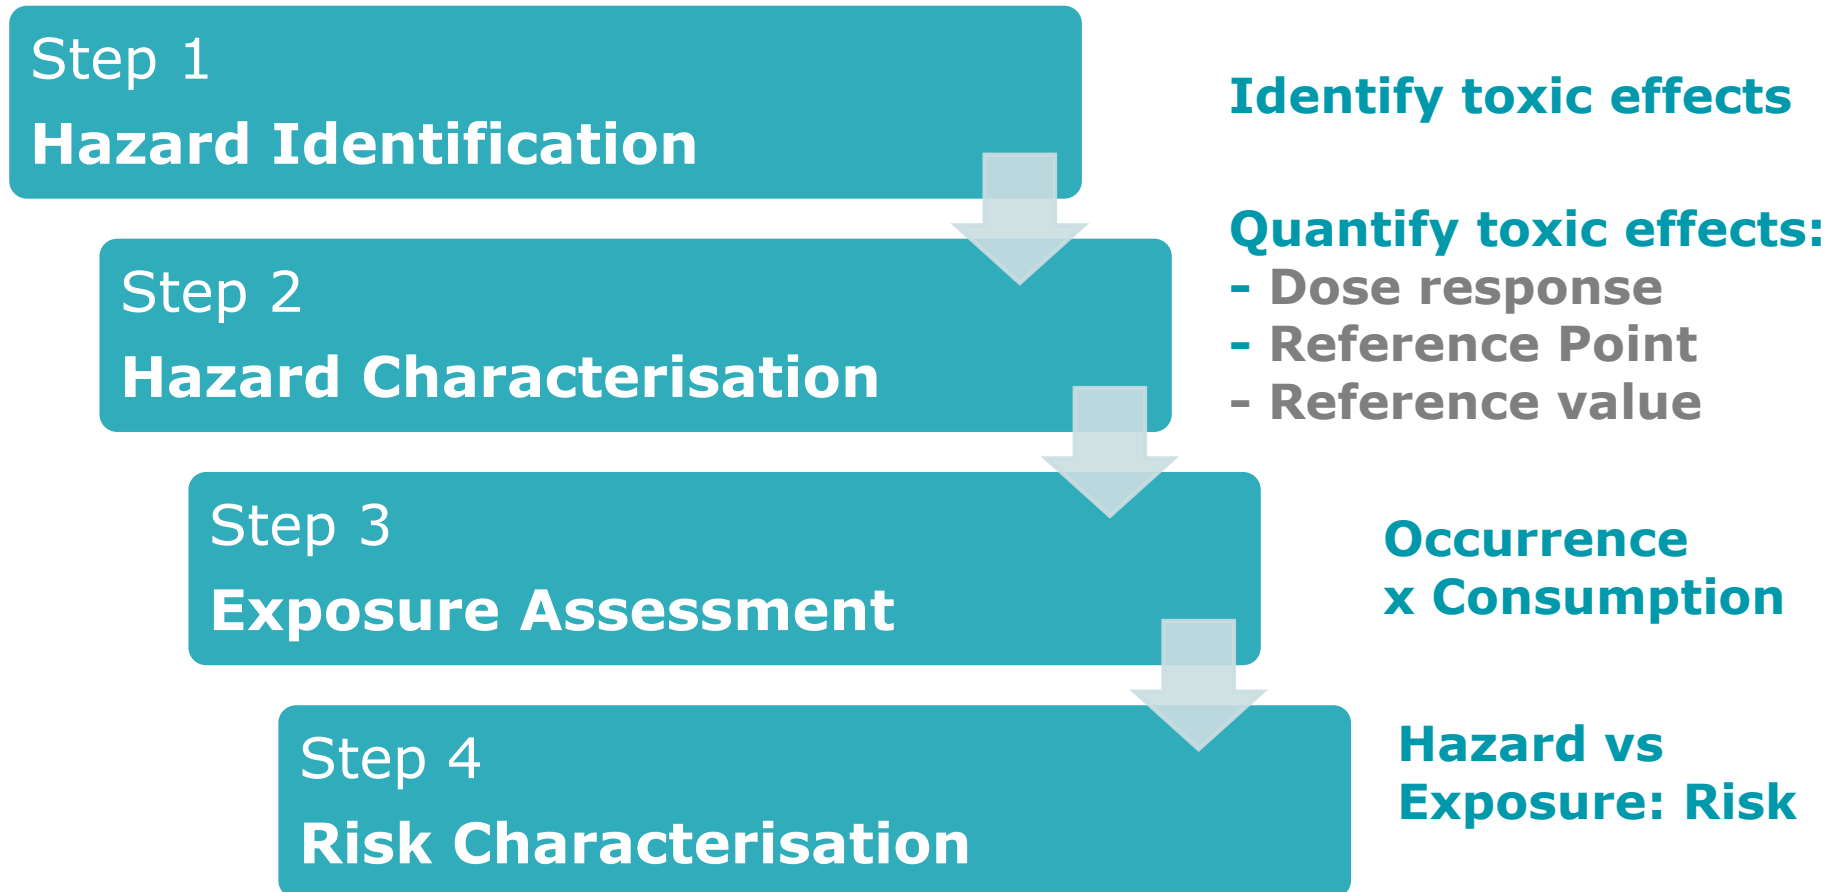 Step 1
Hazard Identification
Identify toxic effects
Step 2
Hazard Characterisation
Quantify toxic effects:
- Dose response
- Reference Point
- Reference value
Step 3
Exposure Assessment
Occurrence
x Consumption
Step 4
Risk Characterisation
Hazard vs
Exposure: Risk